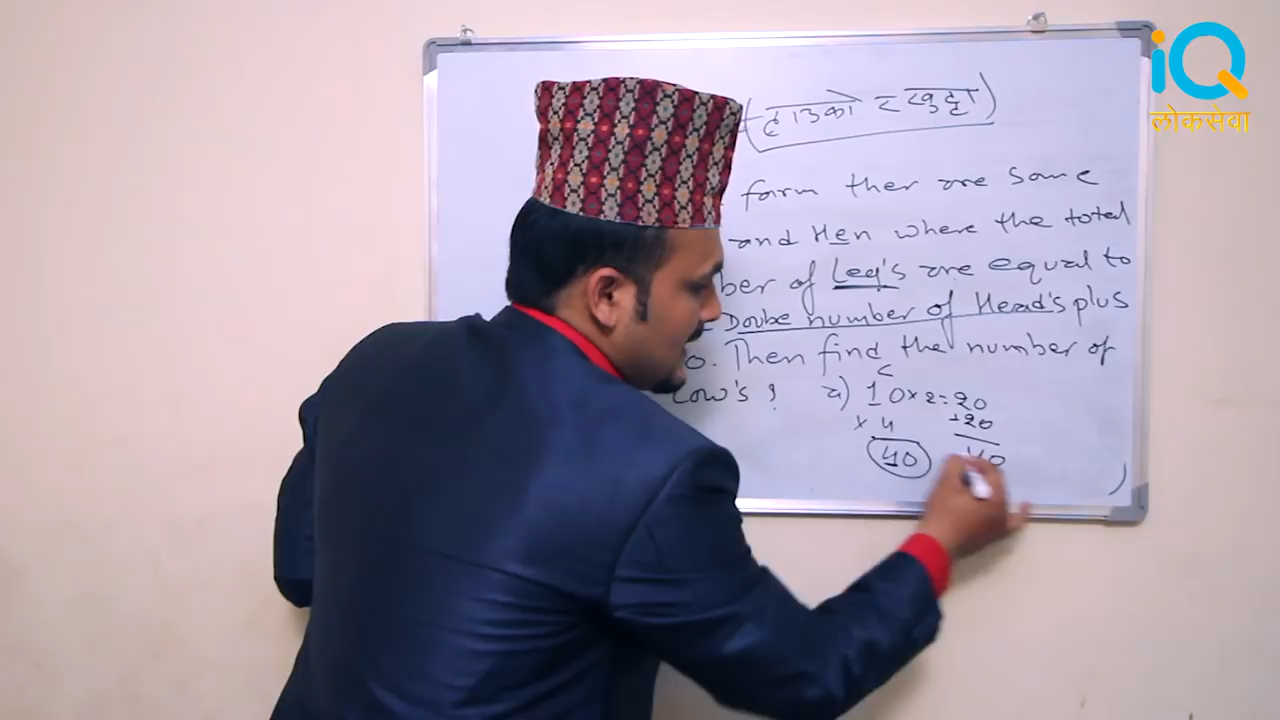 iQ
लोकसेवा
(टाउको र खुट्टा)
farm ther are some
and Hen where the total
ber of Leg's are equal to
Doube number of Head's plus
o. Then find the number of
Cow's ?
c
a) 10 × 2 = 20
× 4 +20
40 40